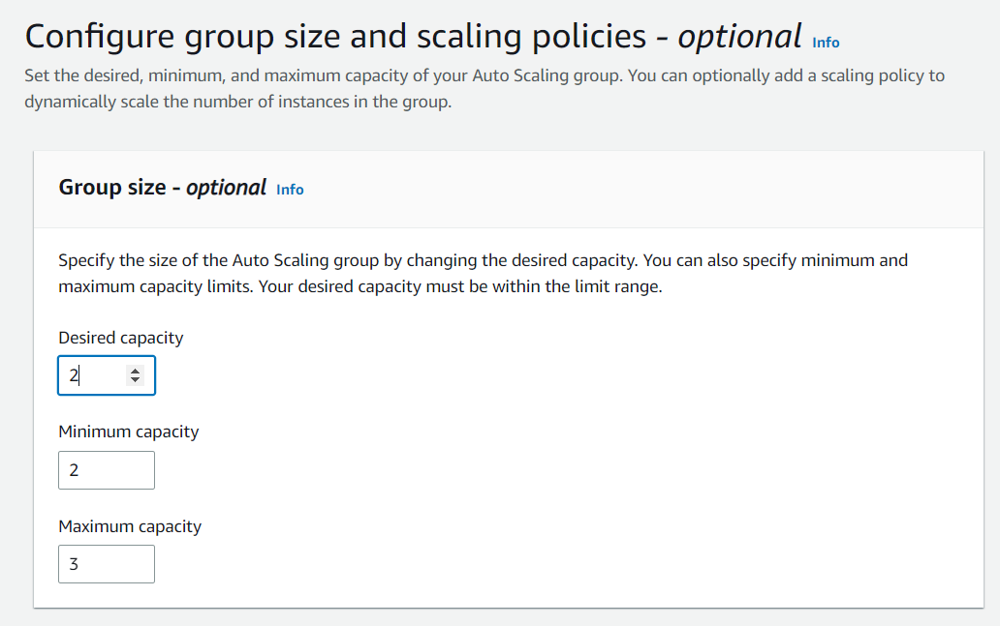 Configure group size and scaling policies - optional Info
Set the desired, minimum, and maximum capacity of your Auto Scaling group. You can optionally add a scaling policy to
dynamically scale the number of instances in the group.
Group size - optional Info
Specify the size of the Auto Scaling group by changing the desired capacity. You can also specify minimum and
maximum capacity limits. Your desired capacity must be within the limit range.
Desired capacity
2
Minimum capacity
2
Maximum capacity
3